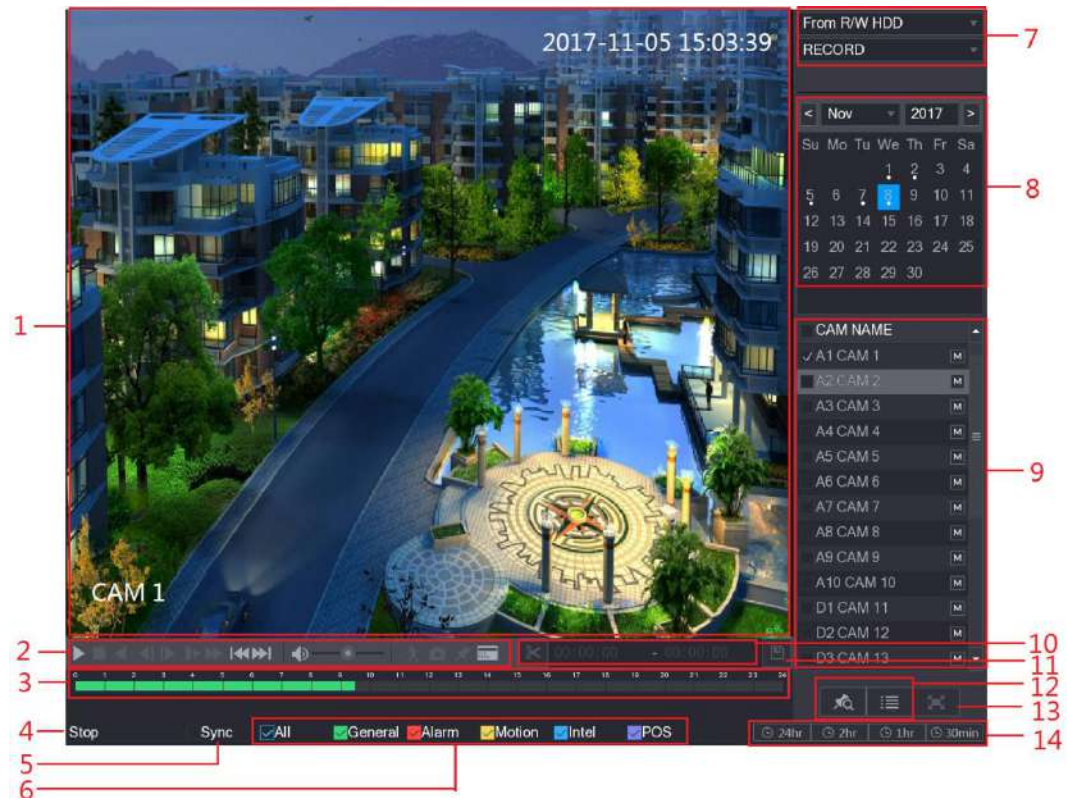 2017-11-05 15:03:39
CAM 1
From R/W HDD
RECORD
7
< Nov 2017 >
Su Mo Tu We Th Fr Sa
1 2 3 4
5 6 7 8 9 10 11
12 13 14 15 16 17 18
19 20 21 22 23 24 25
26 27 28 29 30
8
CAM NAME
A1 CAM 1 M
A2 CAM 2 M
A3 CAM 3 M
A4 CAM 4 M
A5 CAM 5 M
A6 CAM 6 M
A7 CAM 7 M
A8 CAM 8 M
A9 CAM 9 M
A10 CAM 10 M
D1 CAM 11 M
D2 CAM 12 M
D3 CAM 13 M
9
1
2
00:00:00 - 00:00:00
10
11
3
0 1 2 3 4 5 6 7 8 9 10 11 12 13 14 15 16 17 18 19 20 21 22 23 24
12
13
4
Stop Sync All General Alarm Motion Intel POS
24hr 2hr 1hr 30min
14
5
6